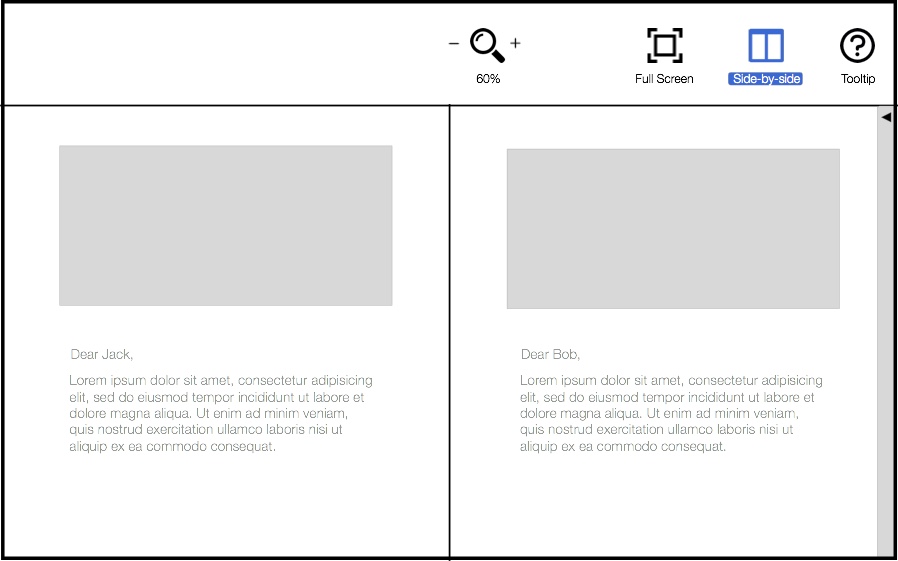 − +
60%
Full Screen
Side-by-side
?
Tooltip
Dear Jack,
Lorem ipsum dolor sit amet, consectetur adipisicing
elit, sed do eiusmod tempor incididunt ut labore et
dolore magna aliqua. Ut enim ad minim veniam,
quis nostrud exercitation ullamco laboris nisi ut
aliquip ex ea commodo consequat.
Dear Bob,
Lorem ipsum dolor sit amet, consectetur adipisicing
elit, sed do eiusmod tempor incididunt ut labore et
dolore magna aliqua. Ut enim ad minim veniam,
quis nostrud exercitation ullamco laboris nisi ut
aliquip ex ea commodo consequat.